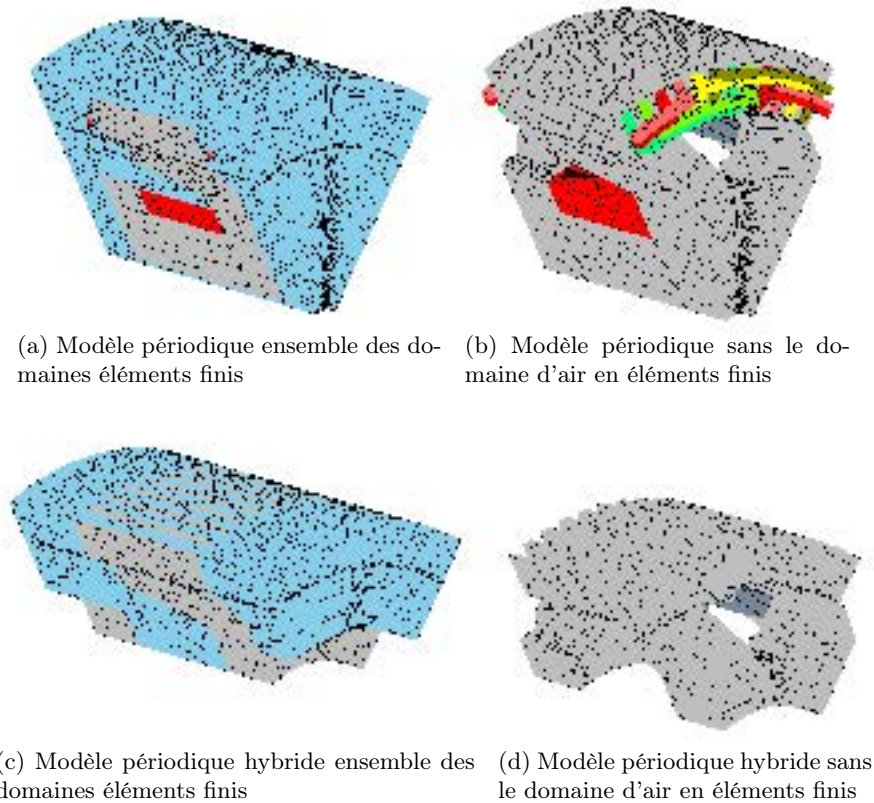 (a) Modèle périodique ensemble des do-
maines éléments finis
(b) Modèle périodique sans le do-
maine d'air en éléments finis
(c) Modèle périodique hybride ensemble des
domaines éléments finis
(d) Modèle périodique hybride sans
le domaine d'air en éléments finis